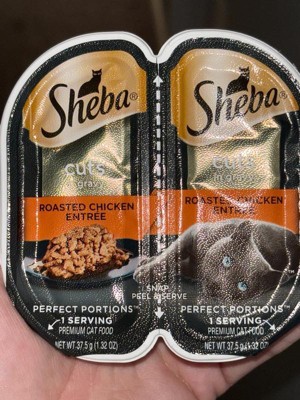 Sheba®
cuts
in gravy
ROASTED CHICKEN
ENTREE
SNAP
PEEL & SERVE
PERFECT PORTIONS™
1 SERVING
PREMIUM CAT FOOD
NET WT 37.5 g (1.32 OZ)
Sheba®
cuts
in gravy
ROASTED CHICKEN
ENTREE
PERFECT PORTIONS™
1 SERVING
PREMIUM CAT FOOD
NET WT 37.5 g (1.32 OZ)